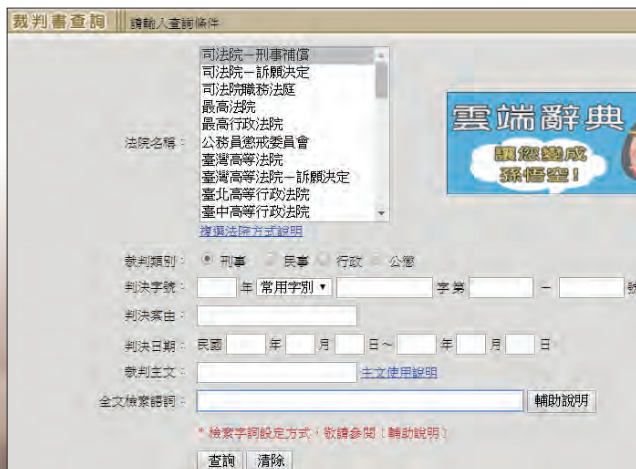 裁判書查詢 請輸入查詢條件
司法院－刑事補償
司法院－訴願決定
司法院職務法庭
最高法院
最高行政法院
法院名稱： 公務員懲戒委員會
臺灣高等法院
臺灣高等法院－訴願決定
臺北高等行政法院
臺中高等行政法院
複選法院方式說明
雲端辭典
讓您變成
孫悟空！
裁判類別： 刑事 民事 行政 公懲
判決字號： 年 常用字別 字第 － 號
判決案由：
判決日期： 民國 年 月 日～ 年 月 日
裁判主文： 主文使用說明
全文檢索語詞： 輔助說明
* 檢索字詞設定方式，敬請參閱〔輔助說明〕
查詢 清除